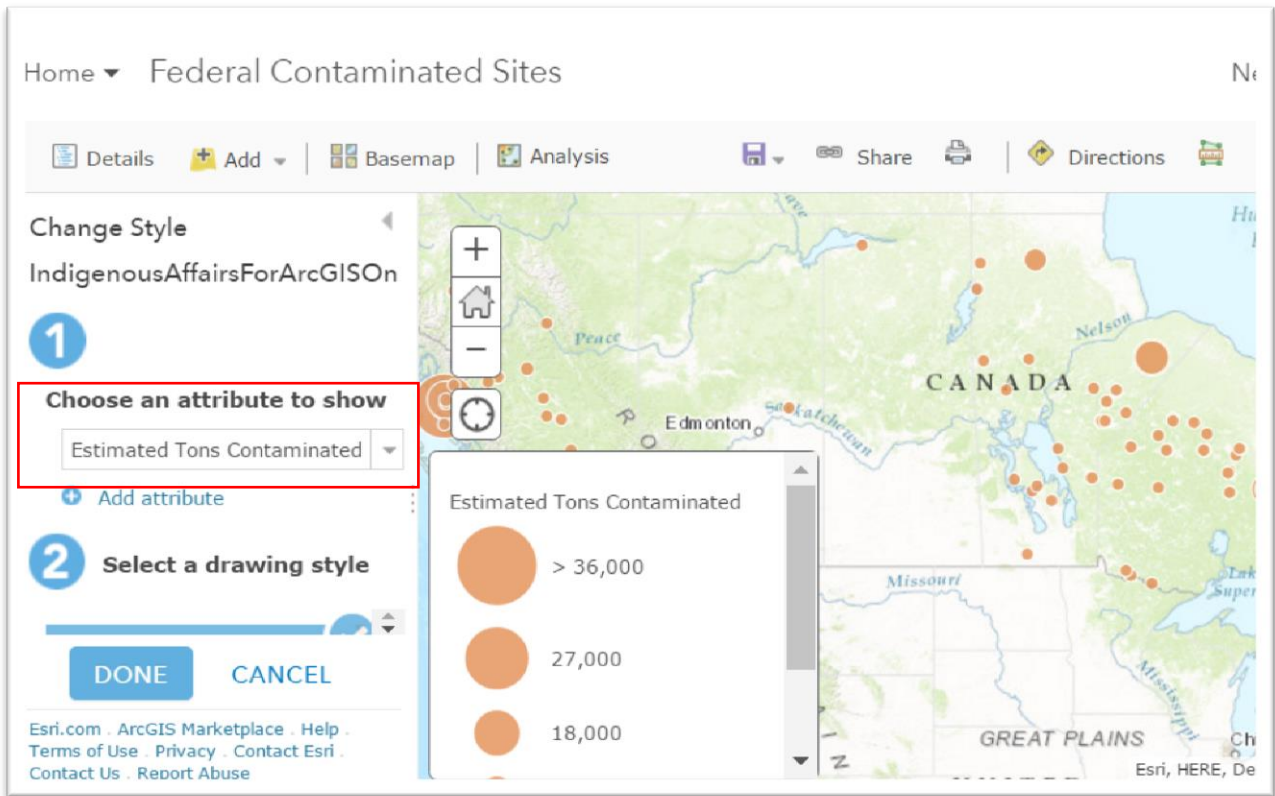 Home Federal Contaminated Sites
Details Add Basemap Analysis Share Directions
Change Style
IndigenousAffairsForArcGISOn
1
Choose an attribute to show
Estimated Tons Contaminated
Add attribute
2 Select a drawing style
DONE CANCEL
Esri.com . ArcGIS Marketplace . Help .
Terms of Use . Privacy . Contact Esri .
Contact Us . Report Abuse
+
−
Peace
Nelson
CANADA
Edmonton
Saskatchewan
R O
Estimated Tons Contaminated
> 36,000
27,000
18,000
Missouri
Mississippi
GREAT PLAINS
Esri, HERE, De